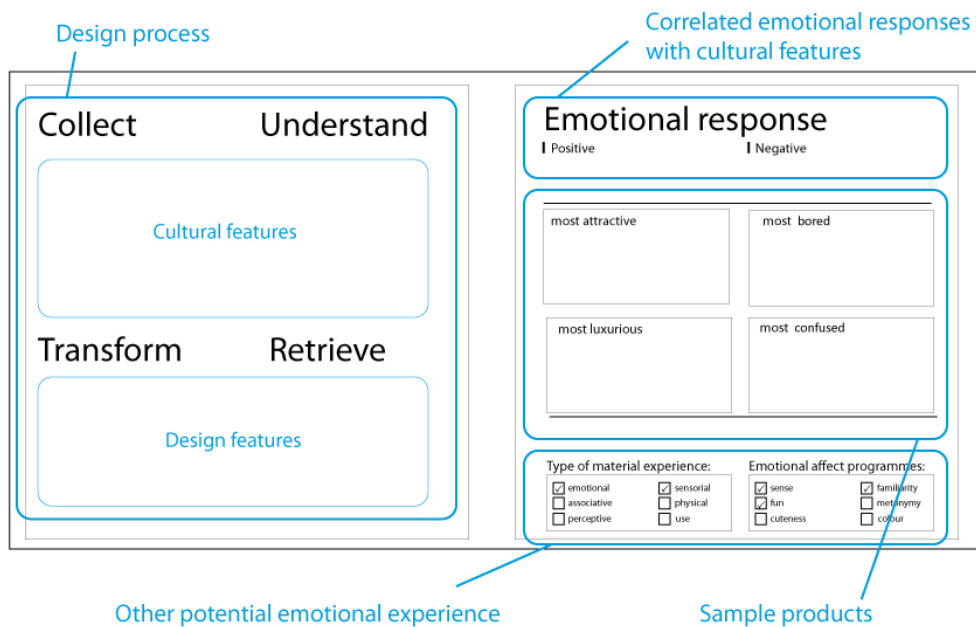 Design process
Correlated emotional responses
with cultural features
Collect
Understand
Cultural features
Transform
Retrieve
Design features
Emotional response
Positive
Negative
most attractive
most bored
most luxurious
most confused
Type of material experience:
emotional
sensorial
associative
physical
perceptive
use
Emotional affect programmes:
sense
familiarity
fun
metonymy
cuteness
colour
Other potential emotional experience
Sample products